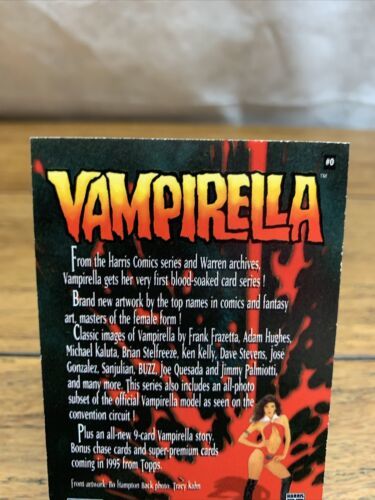 #0
VAMPIRELLA™
From the Harris Comics series and Warren archives,
Vampirella gets her very first blood-soaked card series !
Brand new artwork by the top names in comics and fantasy
art, masters of the female form !
Classic images of Vampirella by Frank Frazetta, Adam Hughes,
Michael Kaluta, Brian Stelfreeze, Ken Kelly, Dave Stevens, Jose
Gonzalez, Sanjulian, BUZZ, Joe Quesada and Jimmy Palmiotti,
and many more. This series also includes an all-photo
subset of the official Vampirella model as seen on the
convention circuit !
Plus an all-new 9-card Vampirella story.
Bonus chase cards and super-premium cards
coming in 1995 from Topps.
Front artwork: Bo Hampton Back photo: Tracy Kahn
HARRIS